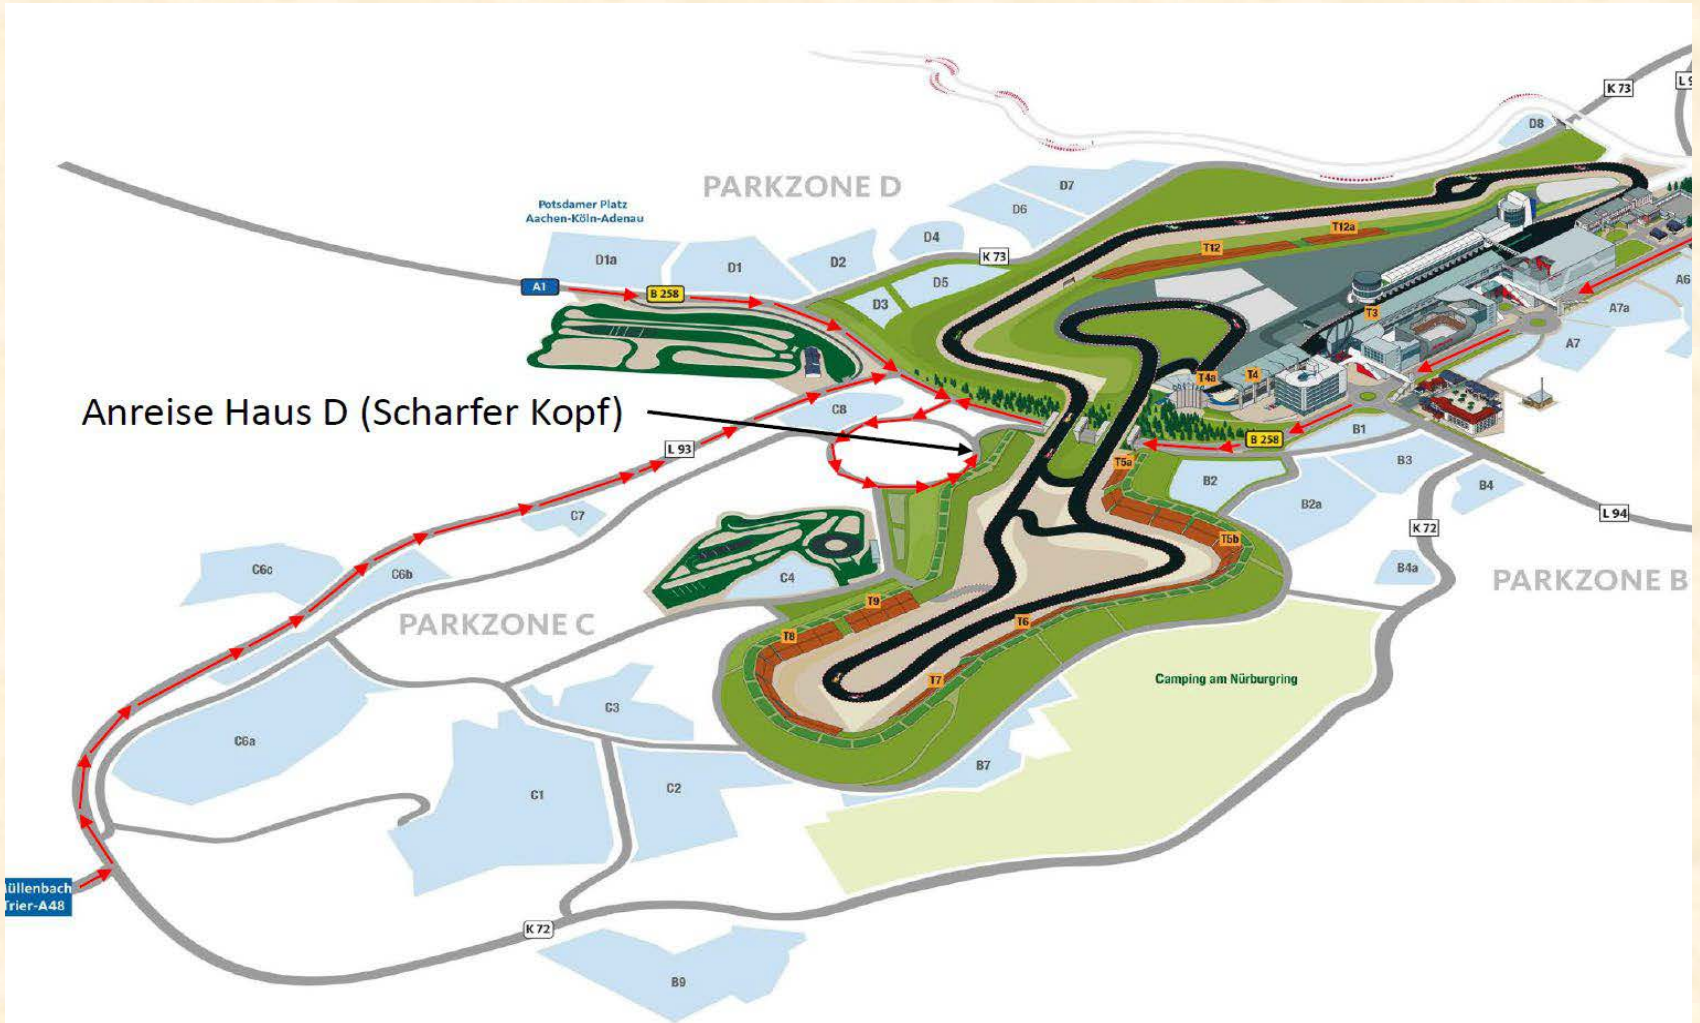 K 73
D8
PARKZONE D
D7
Potsdamer Platz
Aachen-Köln-Adenau
D6
T12a
D4
T12
D1a
D1
D2
K 73
D5
A6
A1
B 258
D3
A7a
T3
A7
T4a
T4
Anreise Haus D (Scharfer Kopf)
C8
B1
B 258
L 93
T5a
B3
B2
B4
B2a
C7
L 94
K 72
T5b
C6c
C6b
B4a
C4
PARKZONE B
T9
PARKZONE C
T6
T8
T7
Camping am Nürburgring
C3
C6a
B7
C2
C1
Trier-A48
K 72
B9